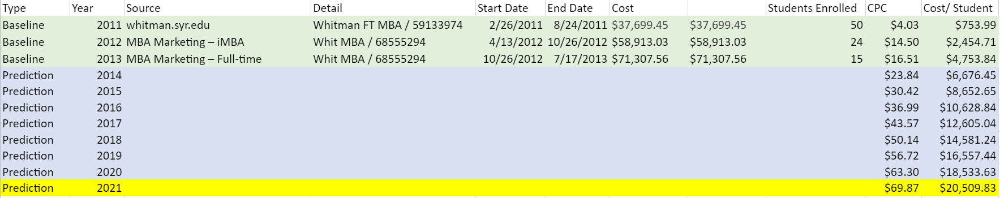 Type Year Source Detail Start Date End Date Cost Students Enrolled CPC Cost/ Student
Baseline 2011 whitman.syr.edu Whitman FT MBA / 59133974 2/26/2011 8/24/2011 $37,699.45 $37,699.45 50 $4.03 $753.99
Baseline 2012 MBA Marketing – iMBA Whit MBA / 68555294 4/13/2012 10/26/2012 $58,913.03 $58,913.03 24 $14.50 $2,454.71
Baseline 2013 MBA Marketing – Full-time Whit MBA / 68555294 10/26/2012 7/17/2013 $71,307.56 $71,307.56 15 $16.51 $4,753.84
Prediction 2014 $23.84 $6,676.45
Prediction 2015 $30.42 $8,652.65
Prediction 2016 $36.99 $10,628.84
Prediction 2017 $43.57 $12,605.04
Prediction 2018 $50.14 $14,581.24
Prediction 2019 $56.72 $16,557.44
Prediction 2020 $63.30 $18,533.63
Prediction 2021 $69.87 $20,509.83